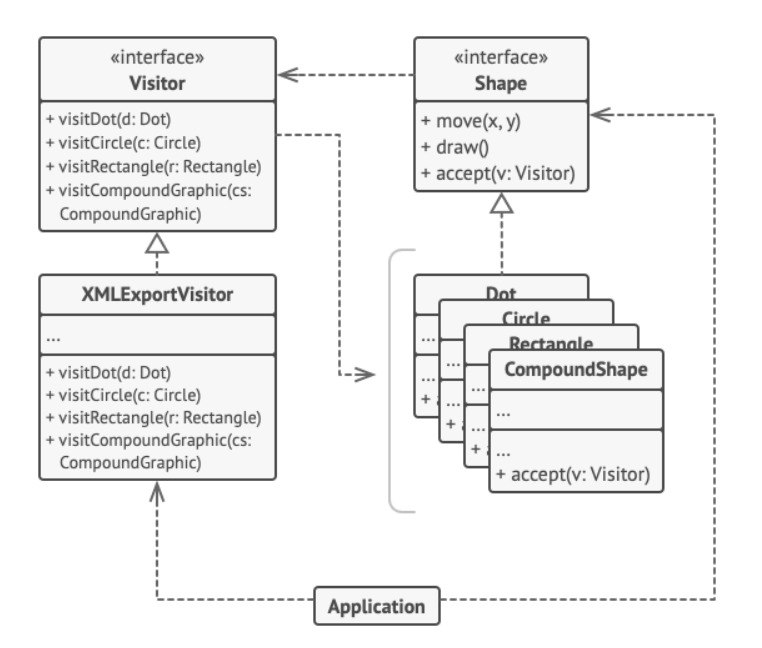 «interface»
Visitor
+ visitDot(d: Dot)
+ visitCircle(c: Circle)
+ visitRectangle(r: Rectangle)
+ visitCompoundGraphic(cs:
CompoundGraphic)
«interface»
Shape
+ move(x, y)
+ draw()
+ accept(v: Visitor)
XMLExportVisitor
...
+ visitDot(d: Dot)
+ visitCircle(c: Circle)
+ visitRectangle(r: Rectangle)
+ visitCompoundGraphic(cs:
CompoundGraphic)
Dot
...
...
+
Circle
...
...
+
Rectangle
...
...
+
CompoundShape
...
...
+ accept(v: Visitor)
Application